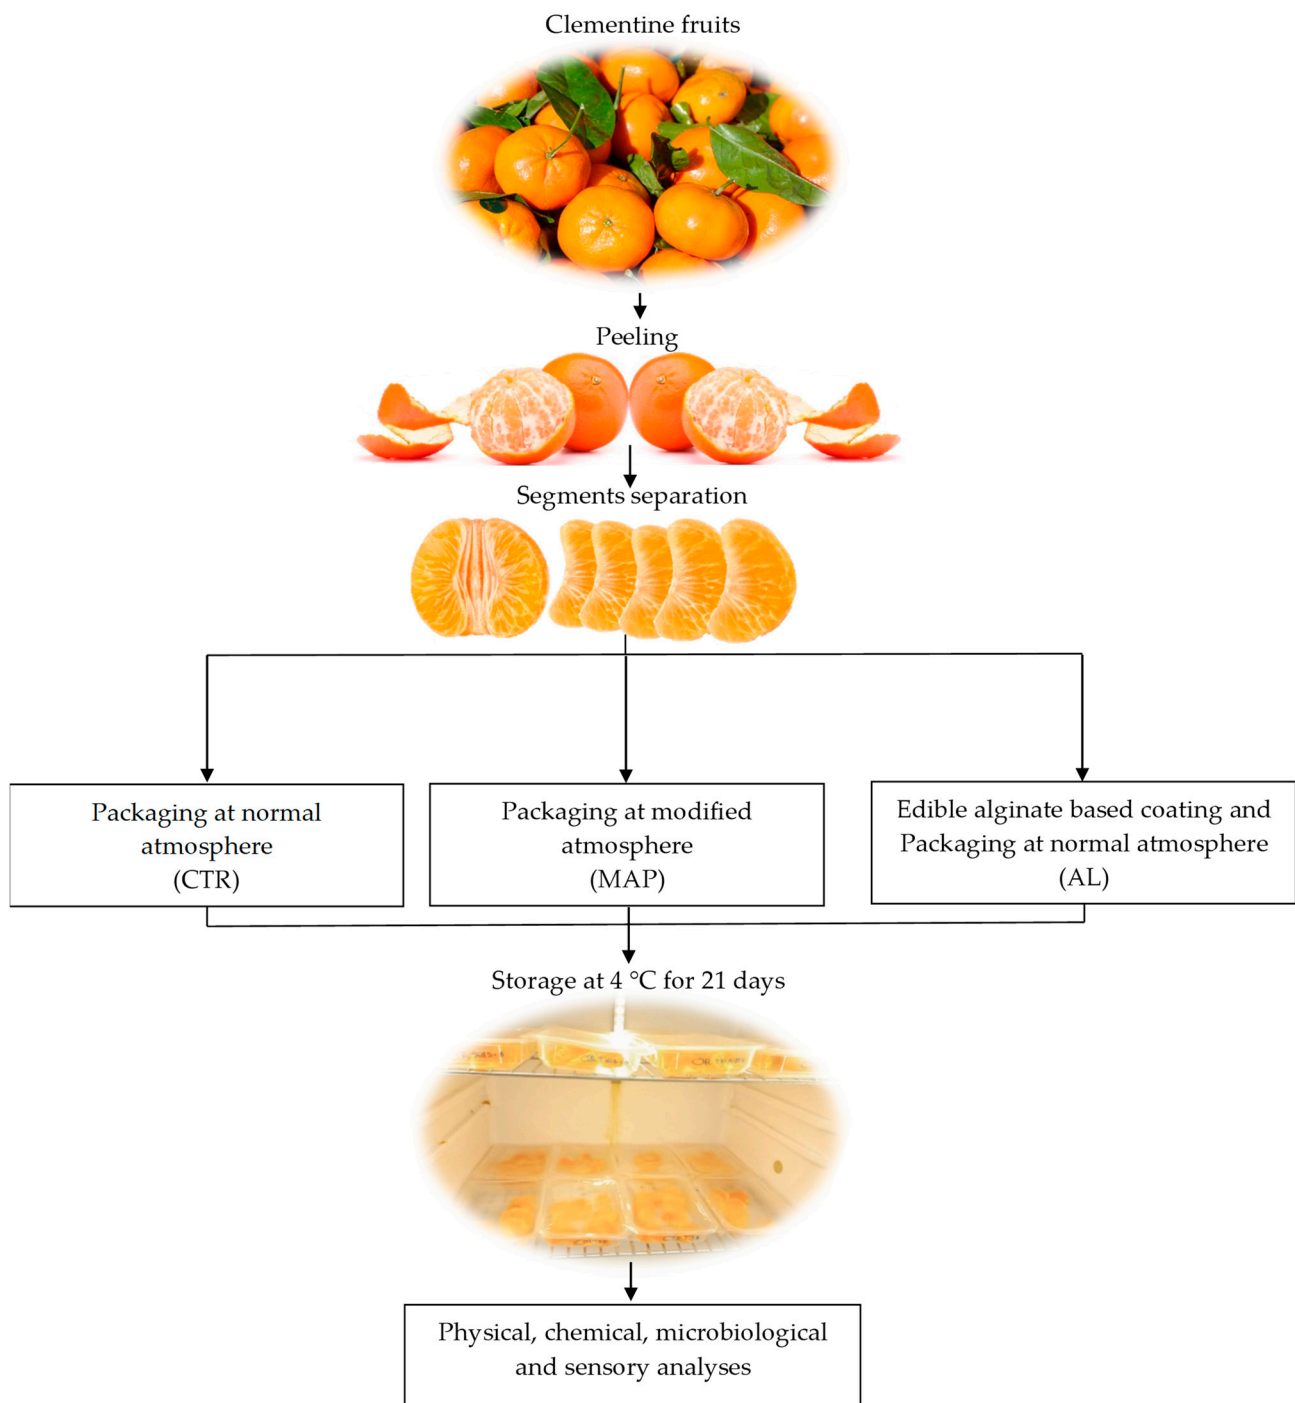 Clementine fruits
Peeling
Segments separation
Packaging at normal
atmosphere
(CTR)
Packaging at modified
atmosphere
(MAP)
Edible alginate based coating and
Packaging at normal atmosphere
(AL)
Storage at 4 °C for 21 days
Physical, chemical, microbiological
and sensory analyses